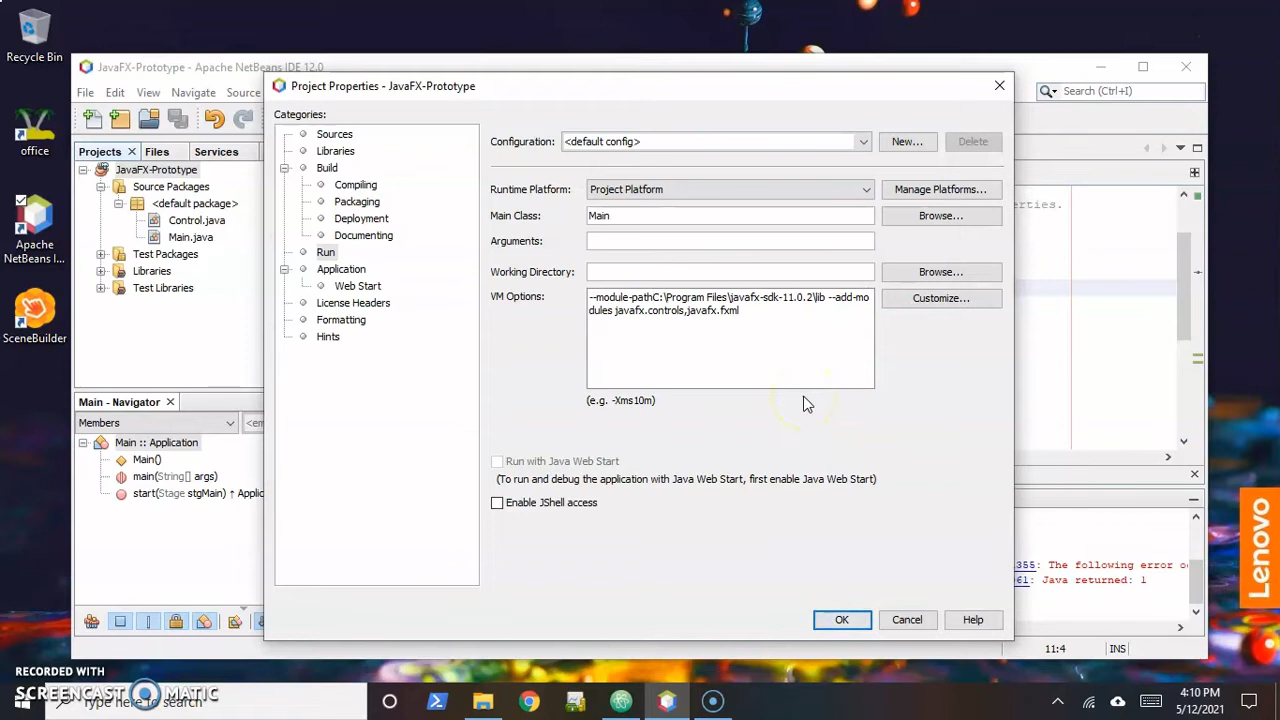 Recycle Bin
office
Apache
NetBeans I...
SceneBuilder
JavaFX-Prototype - Apache NetBeans IDE 12.0
File Edit View Navigate Source
Search (Ctrl+I)
Projects Files Services
JavaFX-Prototype
Source Packages
<default package>
Control.java
Main.java
Test Packages
Libraries
Test Libraries
Main - Navigator
Members
Main :: Application
Main()
main(String[] args)
start(Stage stgMain) ↑ Applic
Project Properties - JavaFX-Prototype
Categories:
Sources
Libraries
Build
Compiling
Packaging
Deployment
Documenting
Run
Application
Web Start
License Headers
Formatting
Hints
Configuration: <default config> New... Delete
Runtime Platform: Project Platform Manage Platforms...
Main Class: Main Browse...
Arguments:
Working Directory: Browse...
VM Options: --module-pathC:\Program Files\javafx-sdk-11.0.2\lib --add-mo
dules javafx.controls,javafx.fxml
Customize...
(e.g. -Xms10m)
Run with Java Web Start
(To run and debug the application with Java Web Start, first enable Java Web Start)
Enable JShell access
OK Cancel Help
roperties.
355: The following error oc
061: Java returned: 1
11:4 INS
Lenovo
RECORDED WITH
SCREENCAST MATIC
Type here to search
4:10 PM
5/12/2021